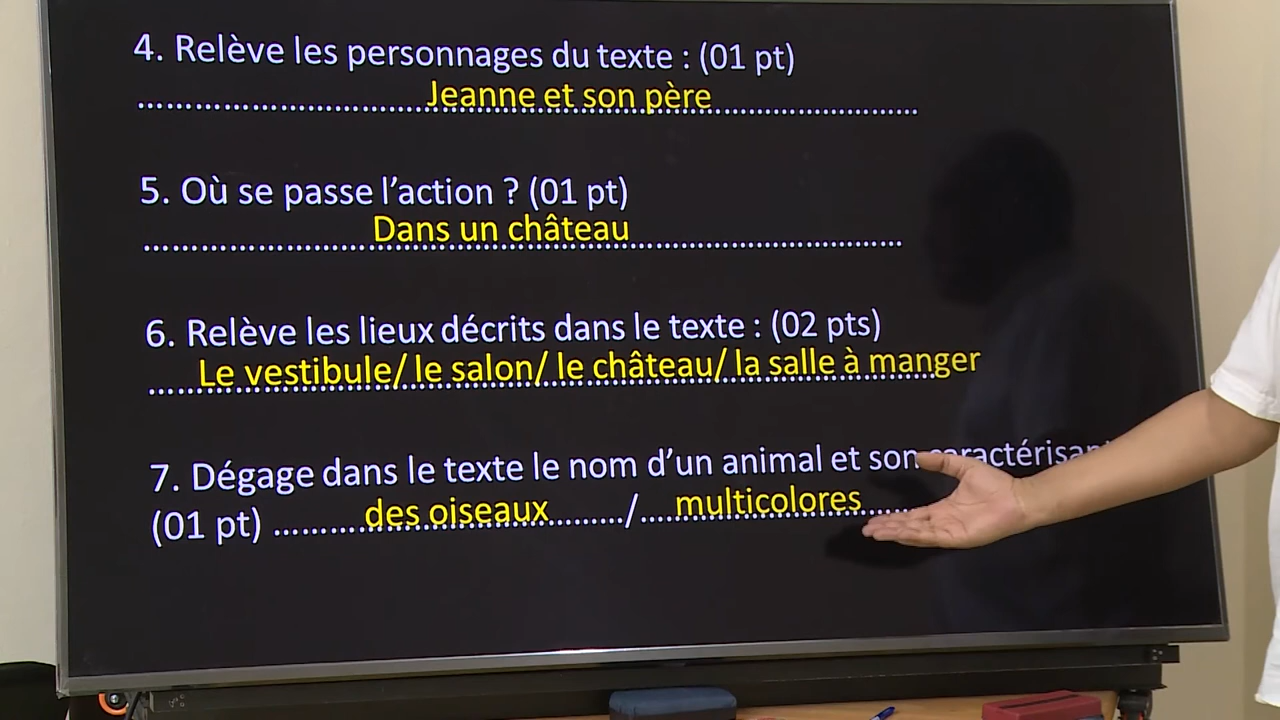 4. Relève les personnages du texte : (01 pt)
........................Jeanne et son père........................
5. Où se passe l'action ? (01 pt)
........................Dans un château........................
6. Relève les lieux décrits dans le texte : (02 pts)
.....Le vestibule/ le salon/ le château/ la salle à manger
7. Dégage dans le texte le nom d'un animal et son
(01 pt) .........des oiseaux........./....multicolores......